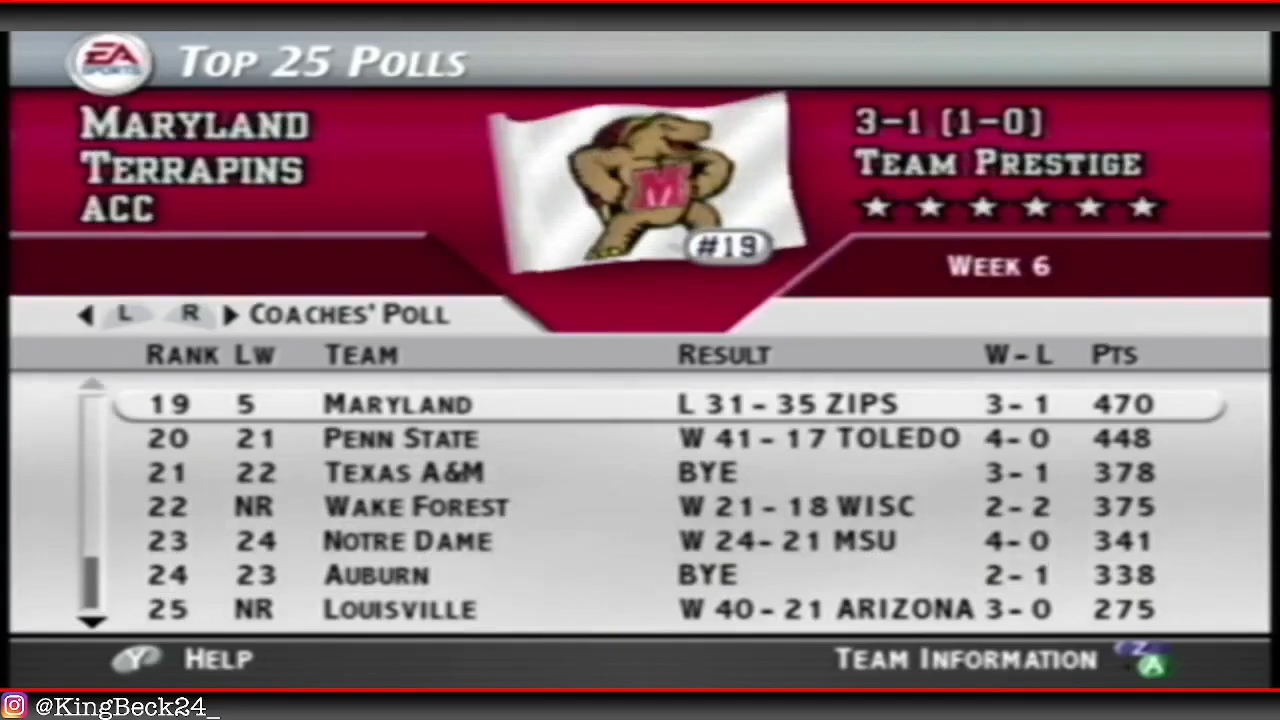 EA SPORTS
TOP 25 POLLS
MARYLAND
TERRAPINS
ACC
M
#19
3-1 (1-0)
TEAM PRESTIGE
WEEK 6
L R COACHES' POLL
RANK LW TEAM RESULT W-L PTS
19 5 MARYLAND L 31-35 ZIPS 3-1 470
20 21 PENN STATE W 41-17 TOLEDO 4-0 448
21 22 TEXAS A&M BYE 3-1 378
22 NR WAKE FOREST W 21-18 WISC 2-2 375
23 24 NOTRE DAME W 24-21 MSU 4-0 341
24 23 AUBURN BYE 2-1 338
25 NR LOUISVILLE W 40-21 ARIZONA 3-0 275
Y HELP
TEAM INFORMATION Z A
@KingBeck24_